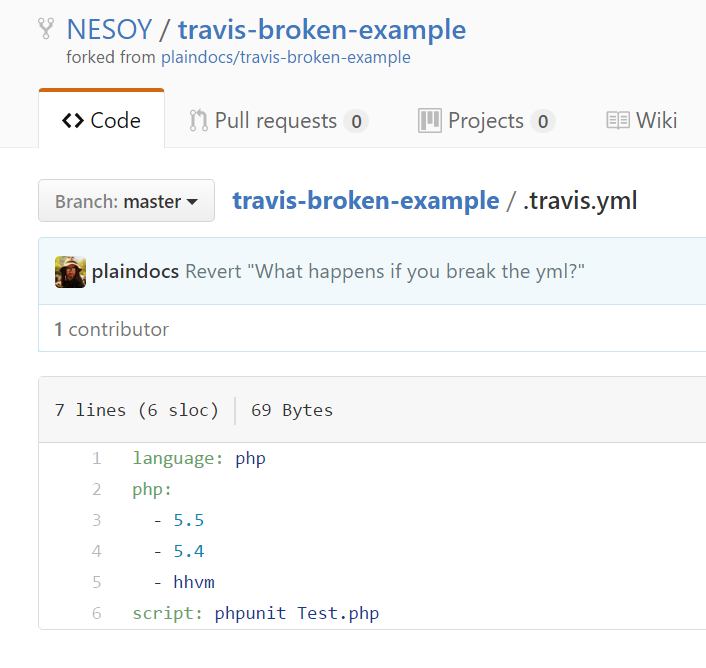 NESOY / travis-broken-example
forked from plaindocs/travis-broken-example
Code Pull requests 0 Projects 0 Wiki
Branch: master travis-broken-example / .travis.yml
plaindocs Revert "What happens if you break the yml?"
1 contributor
7 lines (6 sloc) 69 Bytes
1 language: php
2 php:
3   - 5.5
4   - 5.4
5   - hhvm
6 script: phpunit Test.php